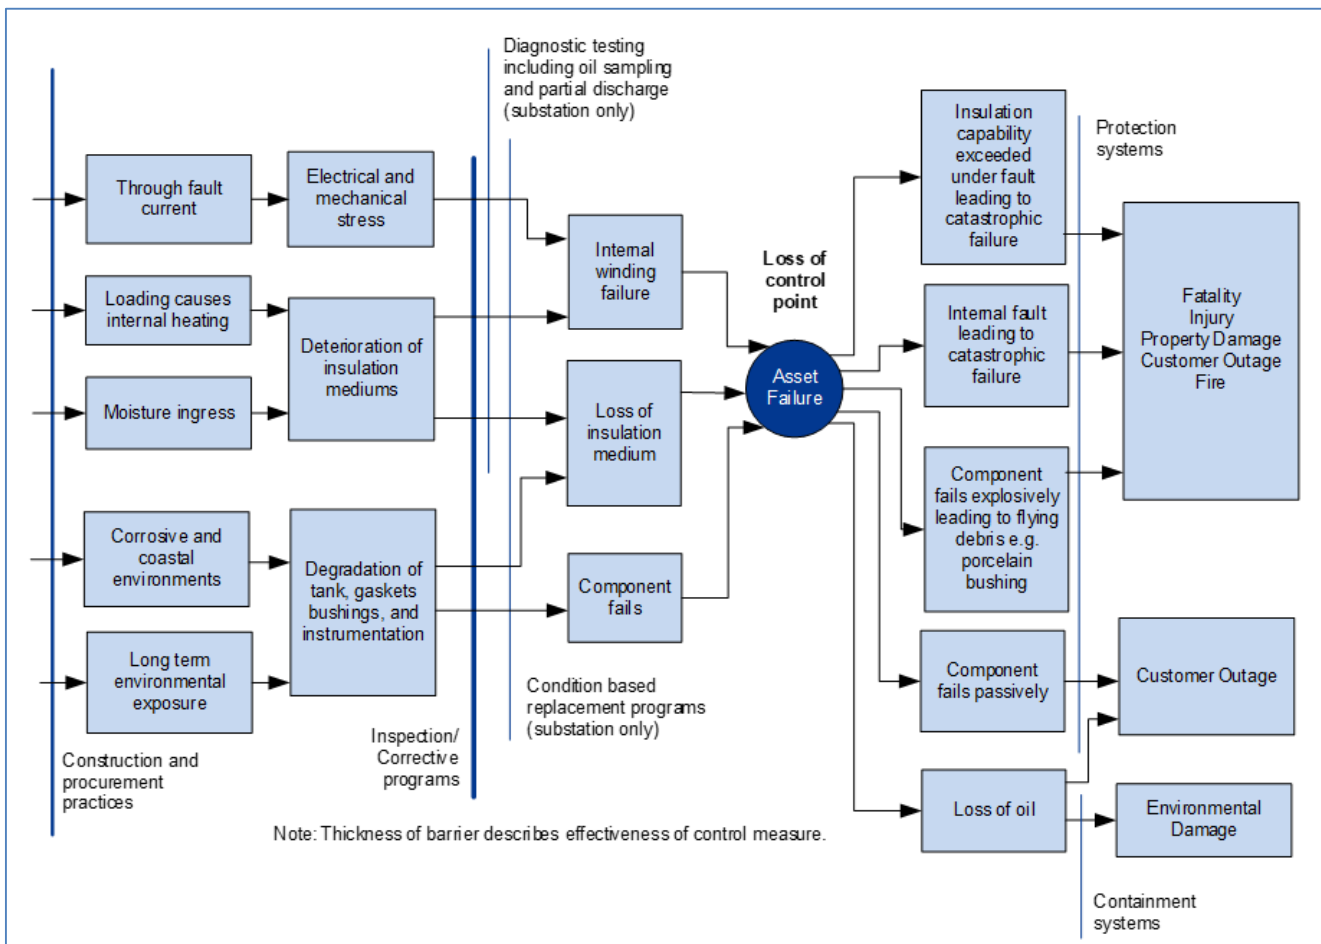 Diagnostic testing
including oil sampling
and partial discharge
(substation only)
Through fault
current
Electrical and
mechanical
stress
Loading causes
internal heating
Deterioration of
insulation
mediums
Moisture ingress
Corrosive and
coastal
environments
Degradation of
tank, gaskets
bushings, and
instrumentation
Long term
environmental
exposure
Construction and
procurement
practices
Inspection/
Corrective
programs
Internal
winding
failure
Loss of
insulation
medium
Component
fails
Condition based
replacement programs
(substation only)
Loss of
control
point
Asset
Failure
Insulation
capability
exceeded
under fault
leading to
catastrophic
failure
Internal fault
leading to
catastrophic
failure
Component
fails explosively
leading to flying
debris e.g.
porcelain
bushing
Component
fails passively
Loss of oil
Protection
systems
Fatality
Injury
Property Damage
Customer Outage
Fire
Customer Outage
Environmental
Damage
Containment
systems
Note: Thickness of barrier describes effectiveness of control measure.